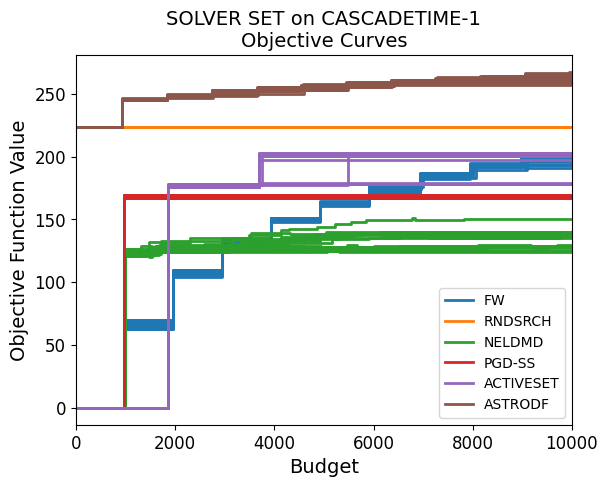 SOLVER SET on CASCADETIME-1
Objective Curves
Objective Function Value
250
200
150
100
50
0
0 2000 4000 6000 8000 10000
Budget
FW
RNDSRCH
NELDMD
PGD-SS
ACTIVESET
ASTRODF